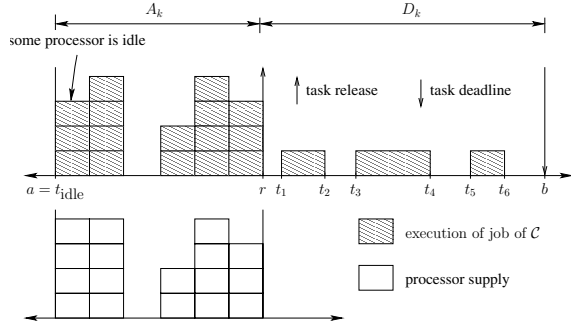 A_k D_k
some processor is idle
task release task deadline
a = t_idle r t_1 t_2 t_3 t_4 t_5 t_6 b
execution of job of 𝒞
processor supply